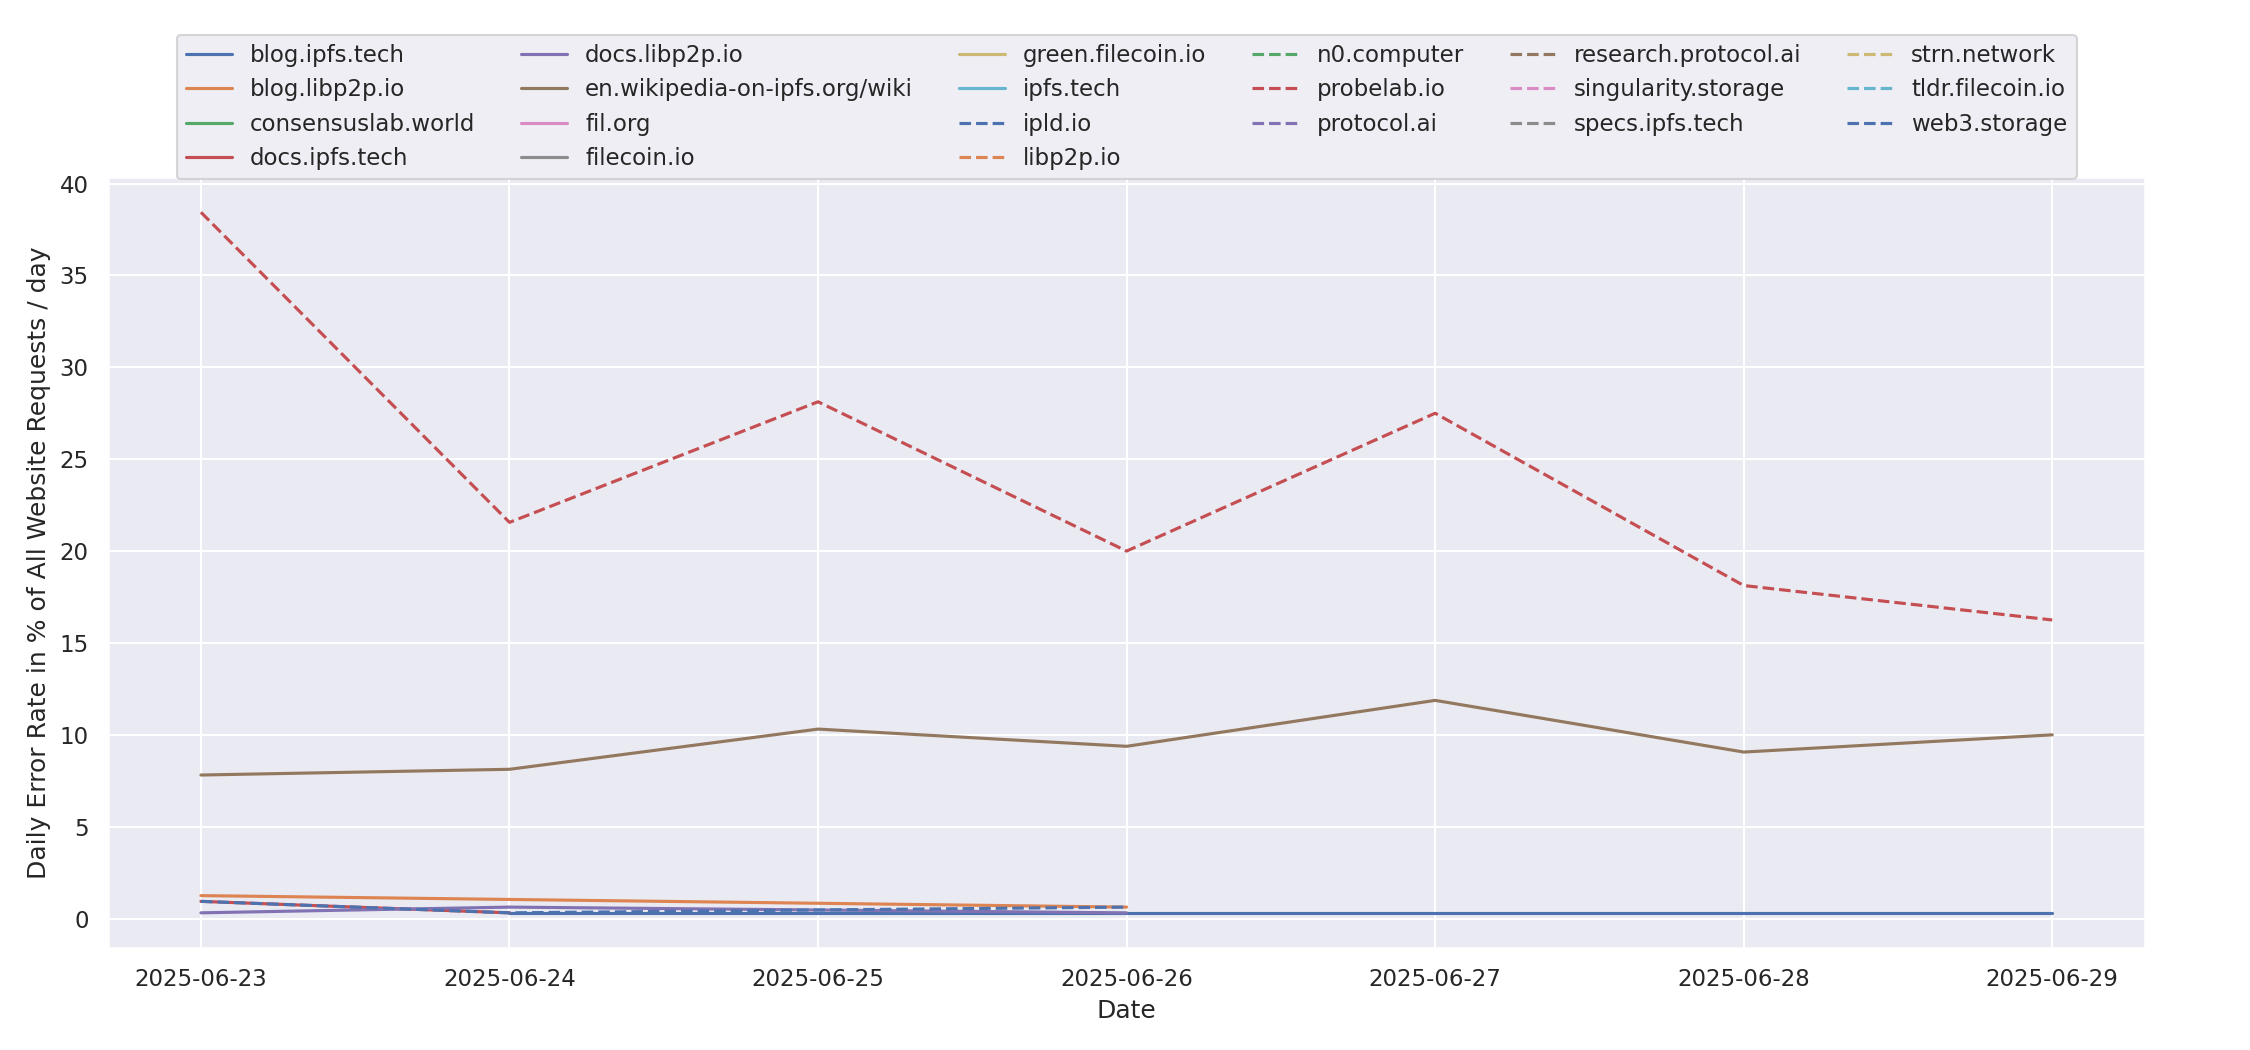 blog.ipfs.tech
blog.libp2p.io
consensuslab.world
docs.ipfs.tech
docs.libp2p.io
en.wikipedia-on-ipfs.org/wiki
fil.org
filecoin.io
green.filecoin.io
ipfs.tech
ipld.io
libp2p.io
n0.computer
probelab.io
protocol.ai
research.protocol.ai
singularity.storage
specs.ipfs.tech
strn.network
tldr.filecoin.io
web3.storage
Daily Error Rate in % of All Website Requests / day
40
35
30
25
20
15
10
5
0
2025-06-23
2025-06-24
2025-06-25
2025-06-26
2025-06-27
2025-06-28
2025-06-29
Date